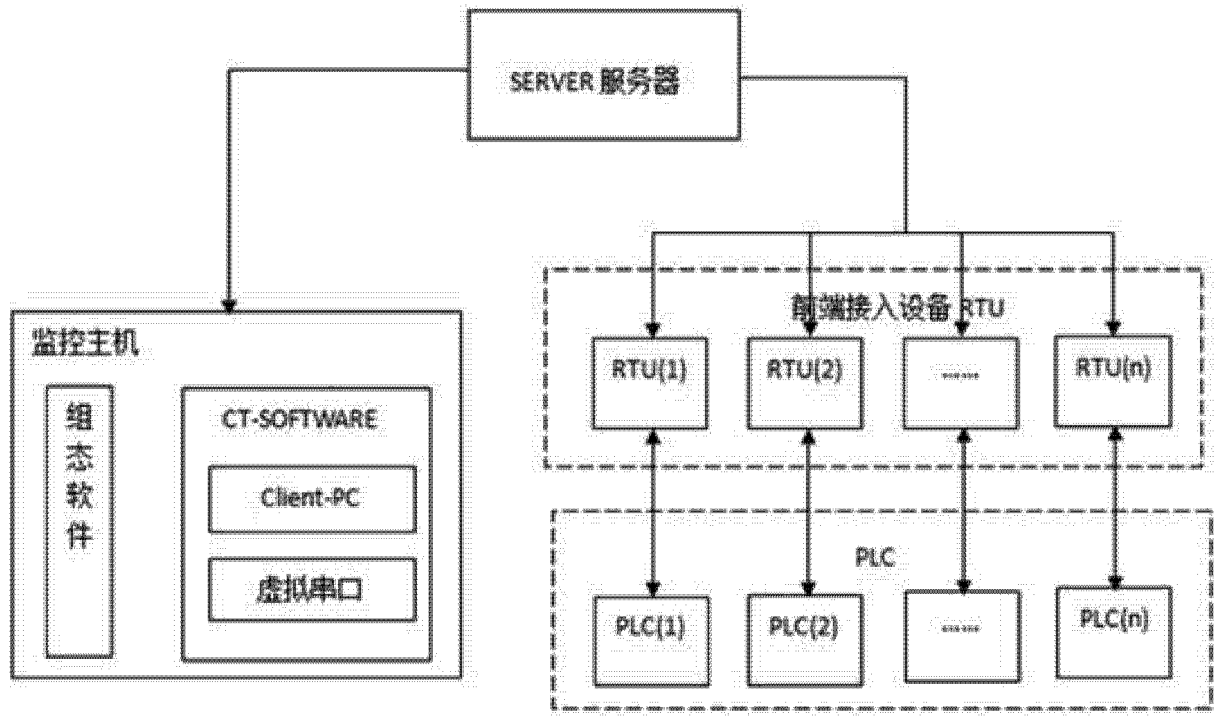 SERVER 服务器
监控主机
组态软件
CT-SOFTWARE
Client-PC
虚拟串口
前端接入设备 RTU
RTU(1)
RTU(2)
……
RTU(n)
PLC
PLC(1)
PLC(2)
……
PLC(n)